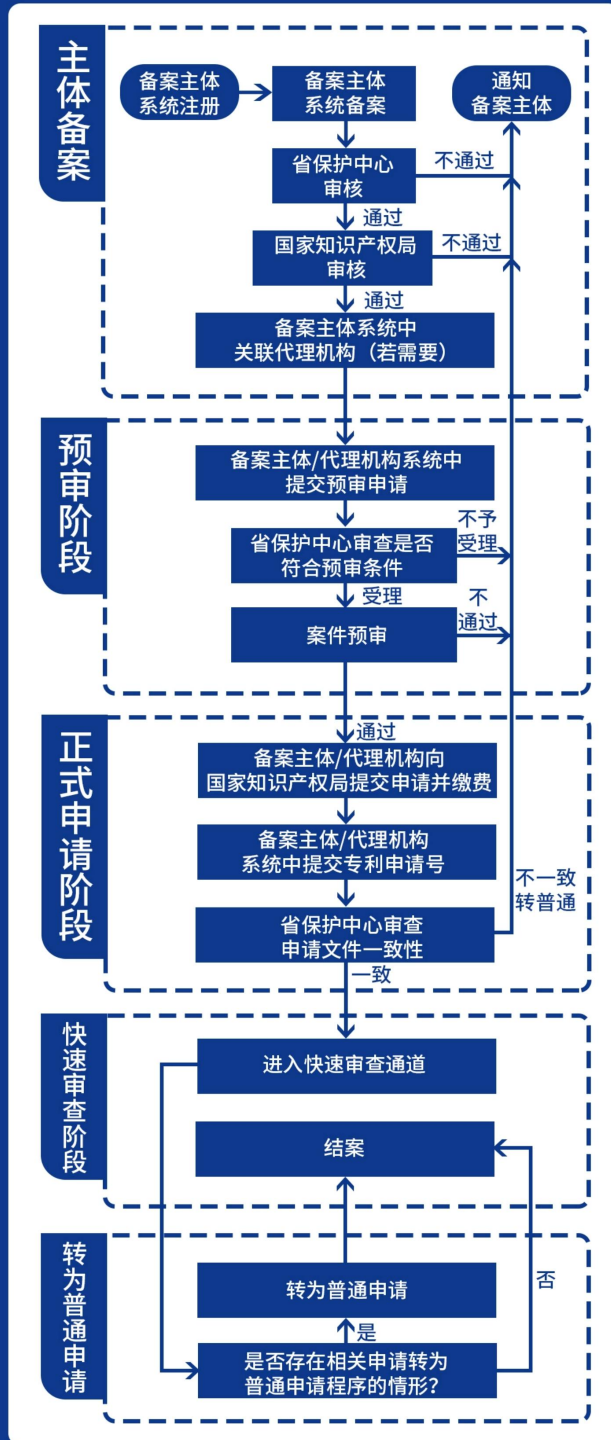 主体备案
备案主体
系统注册
备案主体
系统备案
通知
备案主体
省保护中心
审核
不通过
通过
国家知识产权局
审核
不通过
通过
备案主体系统中
关联代理机构（若需要）
预审阶段
备案主体/代理机构系统中
提交预审申请
省保护中心审查是否
符合预审条件
不予
受理
受理
案件预审
不
通过
正式申请阶段
通过
备案主体/代理机构向
国家知识产权局提交申请并缴费
备案主体/代理机构
系统中提交专利申请号
省保护中心审查
申请文件一致性
不一致
转普通
一致
快速审查阶段
进入快速审查通道
结案
转为普通申请
转为普通申请
否
是
是否存在相关申请转为
普通申请程序的情形？